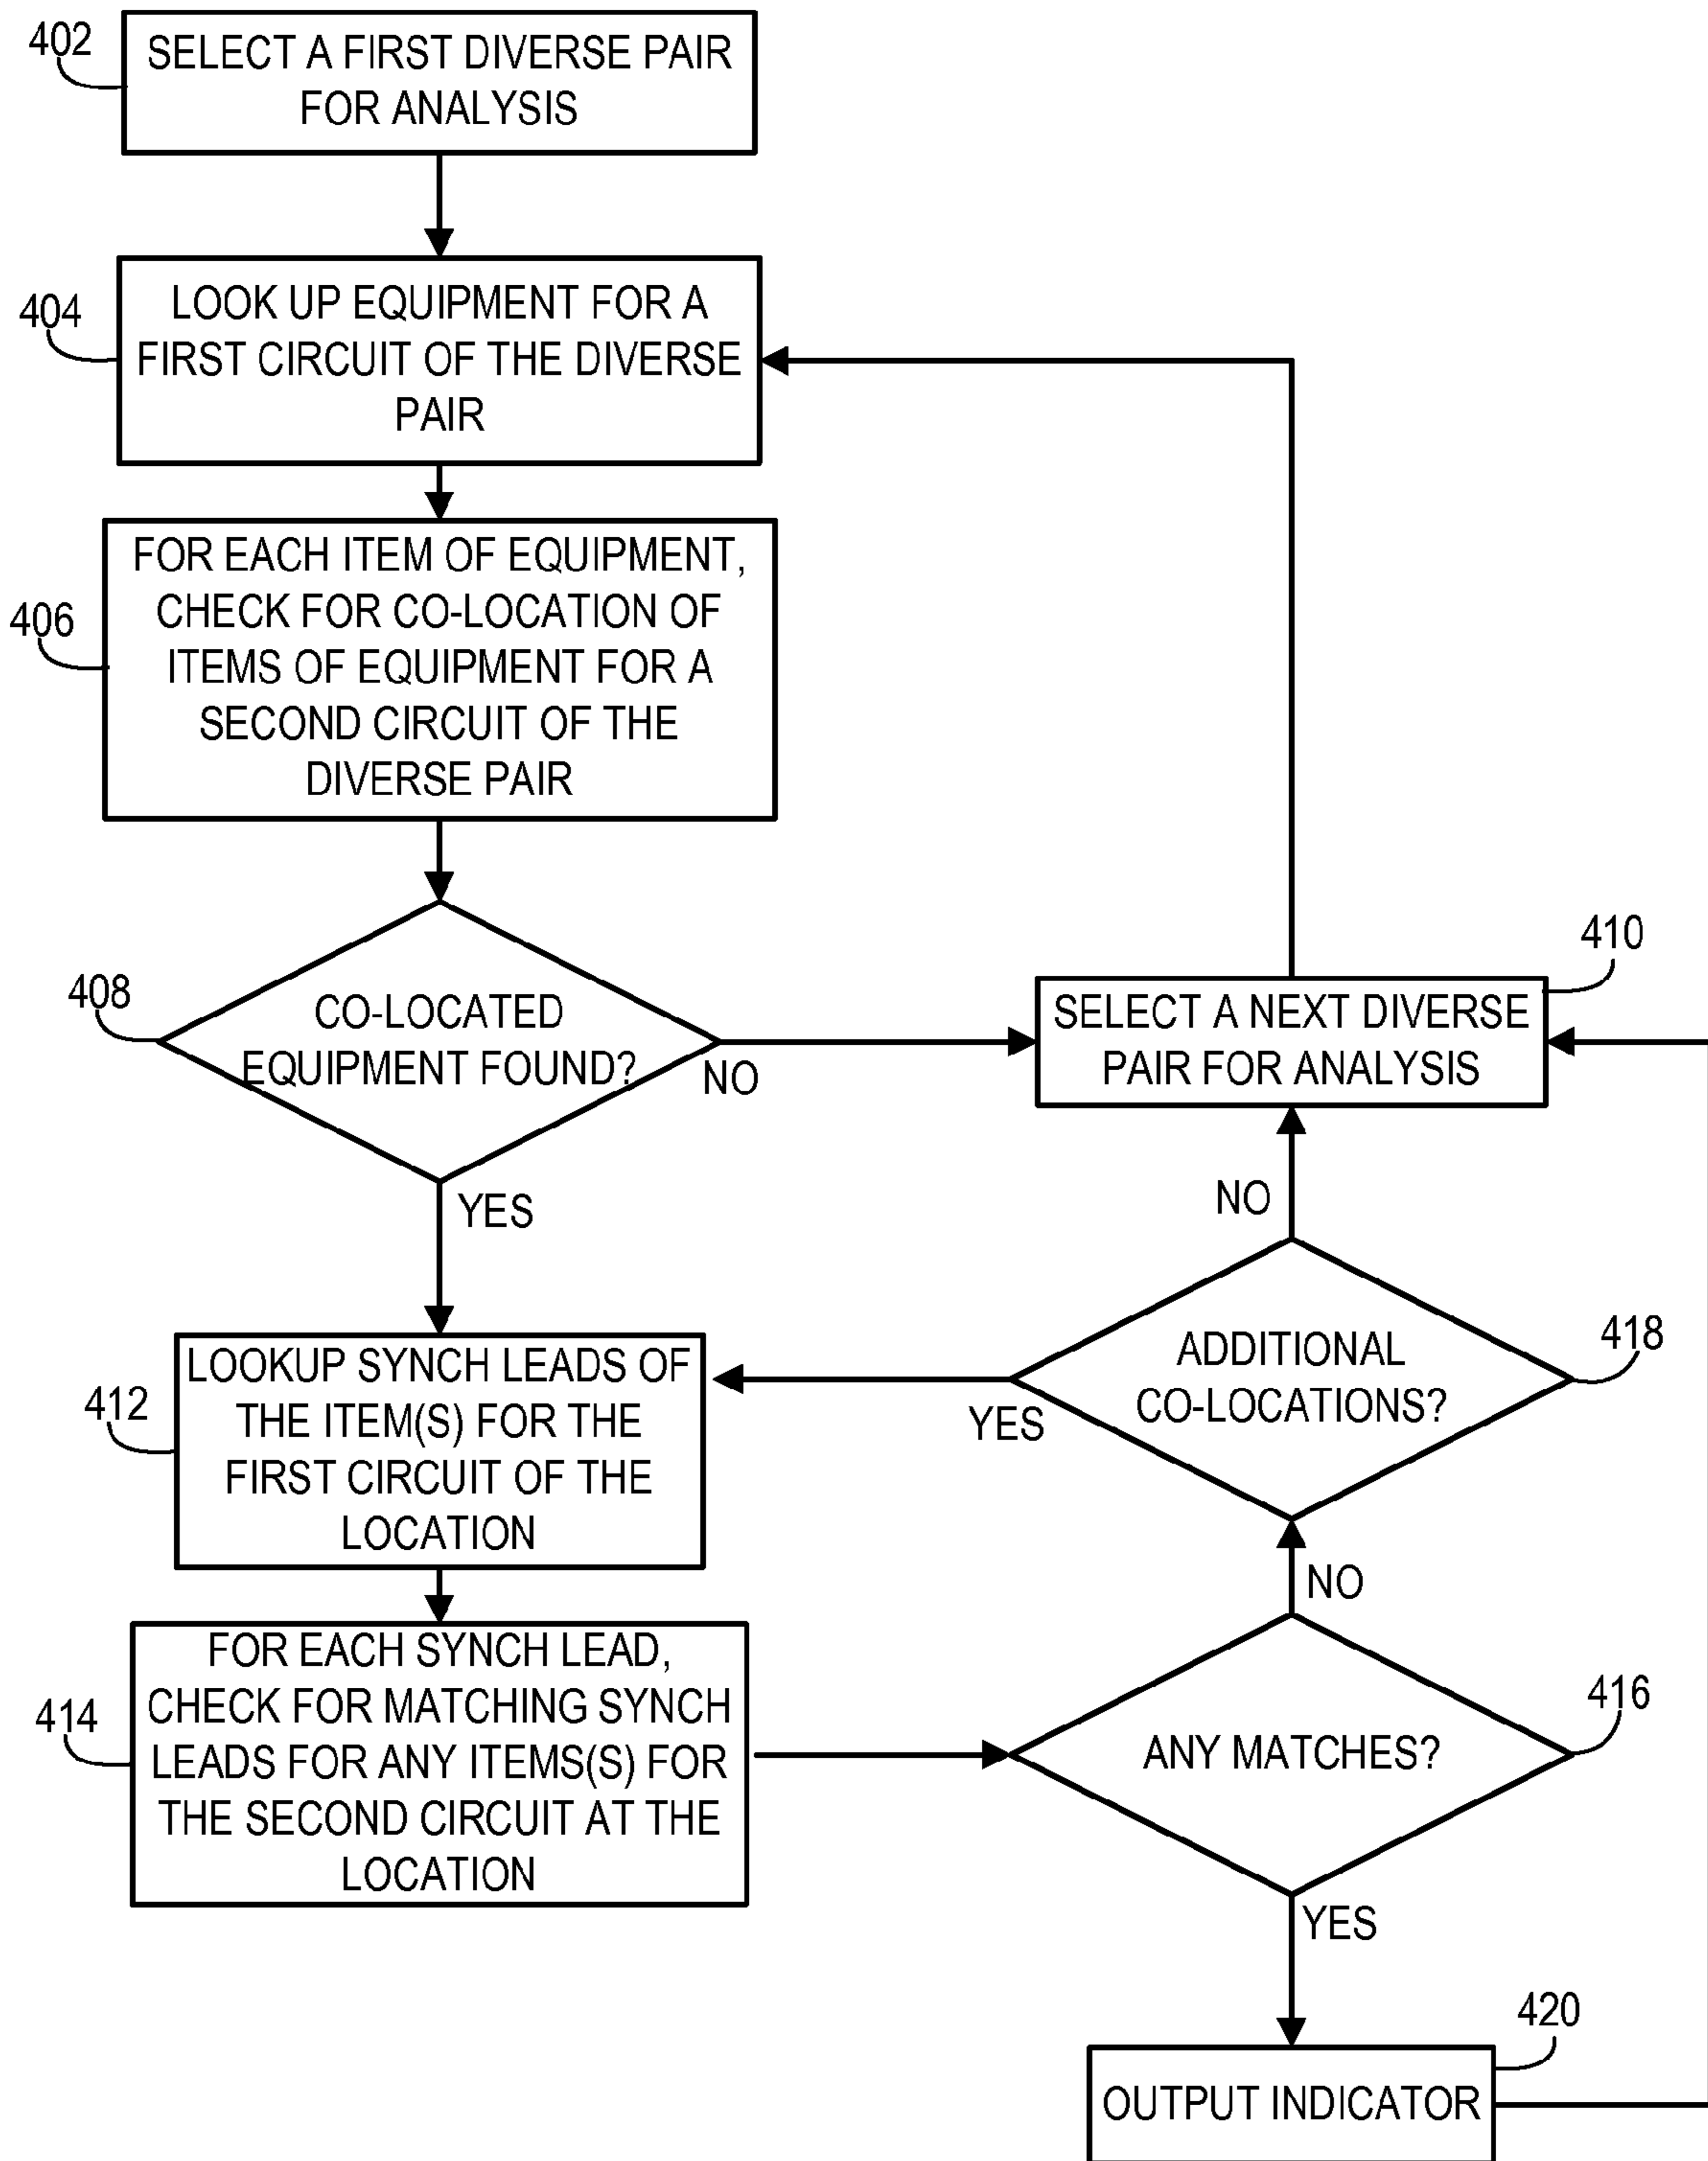 402
SELECT A FIRST DIVERSE PAIR
FOR ANALYSIS
404
LOOK UP EQUIPMENT FOR A
FIRST CIRCUIT OF THE DIVERSE
PAIR
406
FOR EACH ITEM OF EQUIPMENT,
CHECK FOR CO-LOCATION OF
ITEMS OF EQUIPMENT FOR A
SECOND CIRCUIT OF THE
DIVERSE PAIR
408
CO-LOCATED
EQUIPMENT FOUND?
NO
YES
410
SELECT A NEXT DIVERSE
PAIR FOR ANALYSIS
412
LOOKUP SYNCH LEADS OF
THE ITEM(S) FOR THE
FIRST CIRCUIT OF THE
LOCATION
414
FOR EACH SYNCH LEAD,
CHECK FOR MATCHING SYNCH
LEADS FOR ANY ITEMS(S) FOR
THE SECOND CIRCUIT AT THE
LOCATION
NO
418
ADDITIONAL
CO-LOCATIONS?
YES
NO
416
ANY MATCHES?
YES
420
OUTPUT INDICATOR